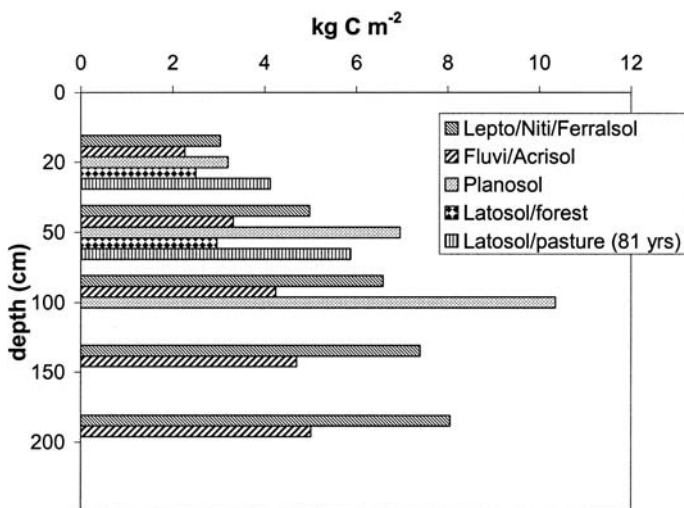 kg C m-2
0 2 4 6 8 10 12
0
20
50
100
150
200
depth (cm)
Lepto/Niti/Ferralsol
Fluvi/Acrisol
Planosol
Latosol/forest
Latosol/pasture (81 yrs)